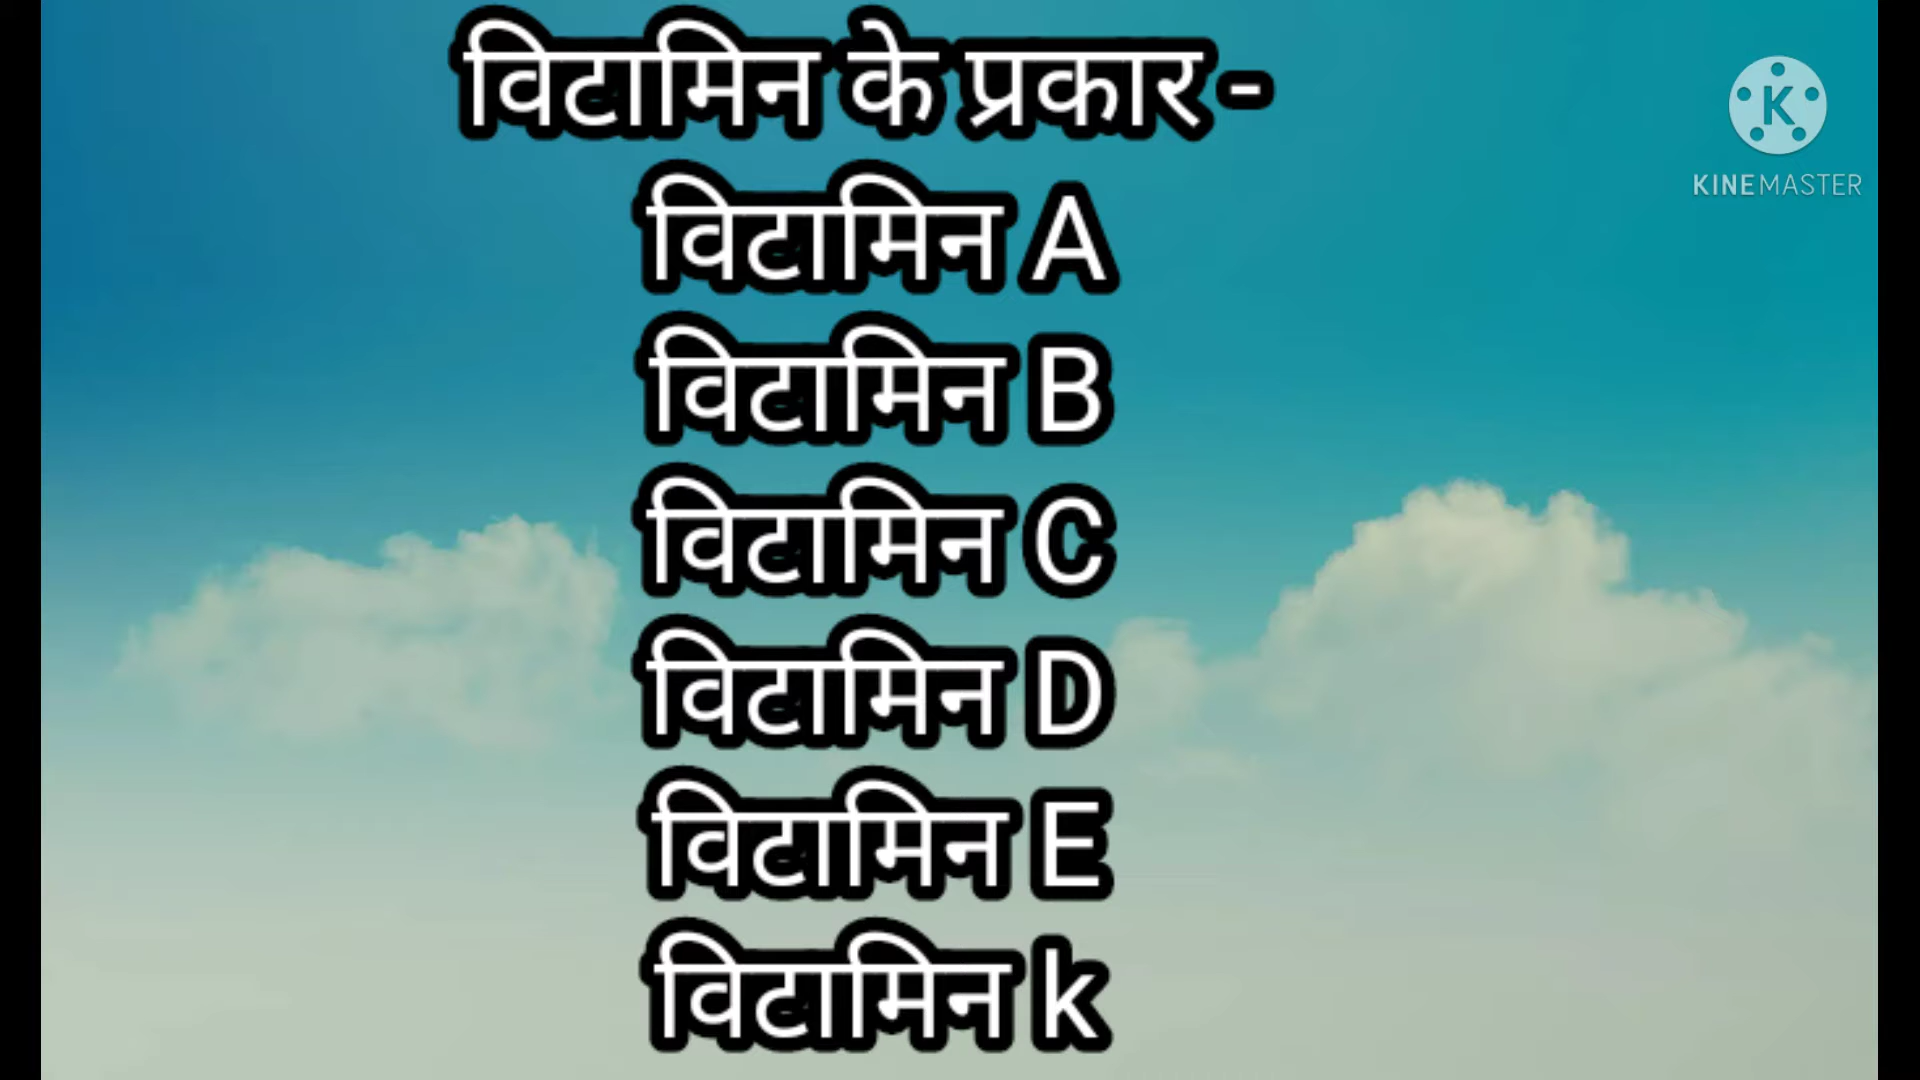 विटामिन के प्रकार -
विटामिन A
विटामिन B
विटामिन C
विटामिन D
विटामिन E
विटामिन k
K
KINEMASTER